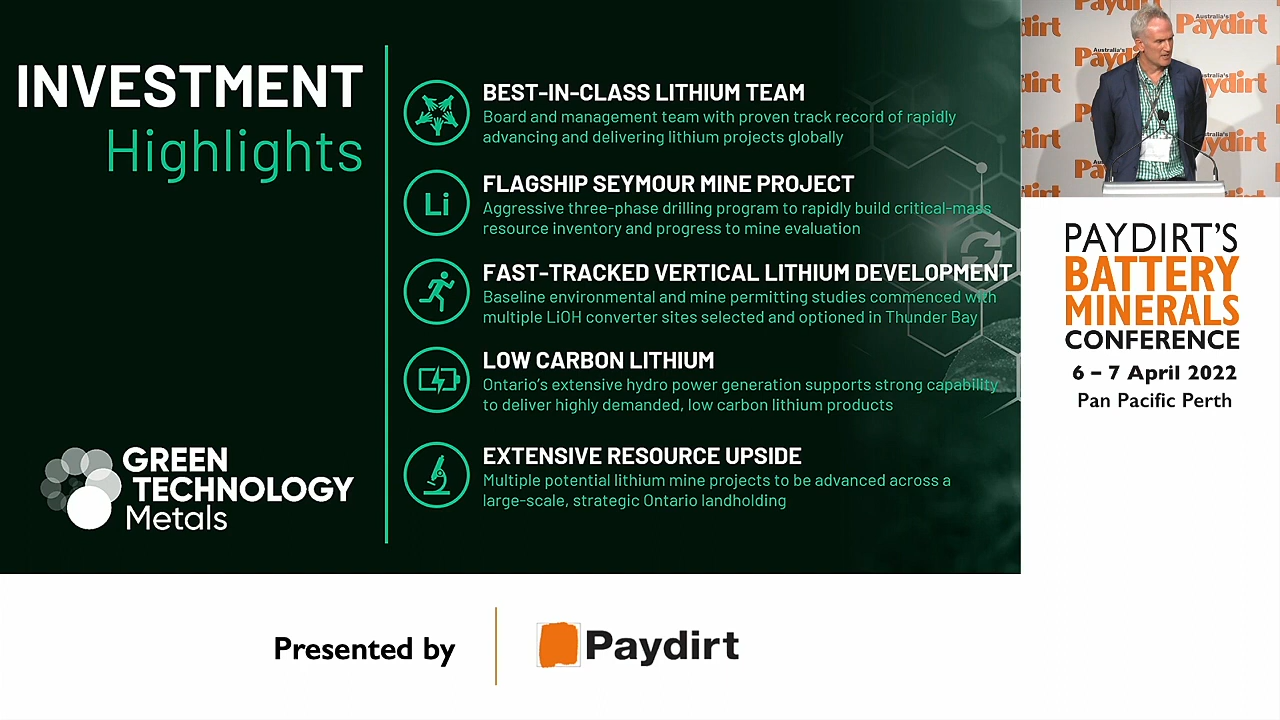 INVESTMENT
Highlights
BEST-IN-CLASS LITHIUM TEAM
Board and management team with proven track record of rapidly
advancing and delivering lithium projects globally
FLAGSHIP SEYMOUR MINE PROJECT
Aggressive three-phase drilling program to rapidly build critical-mass
resource inventory and progress to mine evaluation
FAST-TRACKED VERTICAL LITHIUM DEVELOPMENT
Baseline environmental and mine permitting studies commenced with
multiple LiOH converter sites selected and optioned in Thunder Bay
LOW CARBON LITHIUM
Ontario's extensive hydro power generation supports strong capability
to deliver highly demanded, low carbon lithium products
EXTENSIVE RESOURCE UPSIDE
Multiple potential lithium mine projects to be advanced across a
large-scale, strategic Ontario landholding
Li
GREEN
TECHNOLOGY
Metals
Australia's
Paydirt
PAYDIRT'S
BATTERY
MINERALS
CONFERENCE
6 – 7 April 2022
Pan Pacific Perth
Presented by
Paydirt